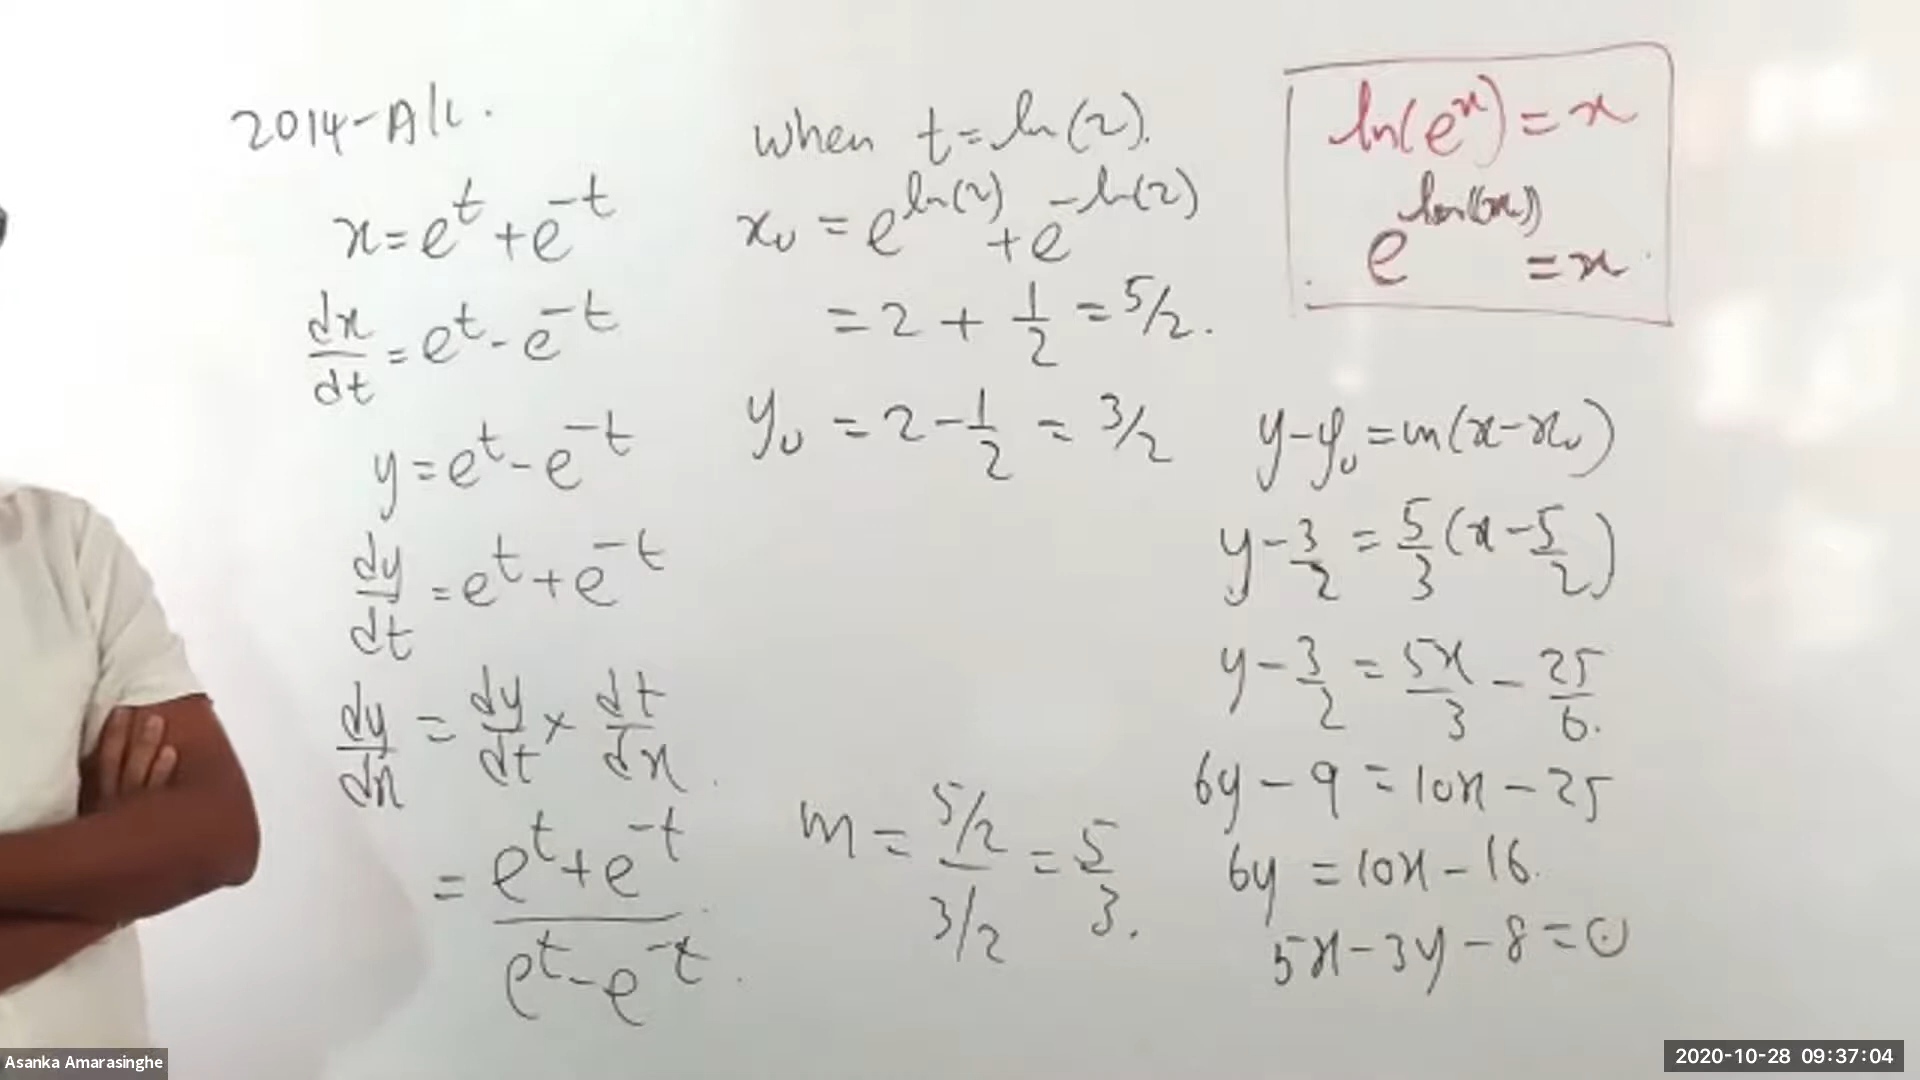 2014-A/L.
x = e^t + e^-t
dx/dt = e^t - e^-t
y = e^t - e^-t
dy/dt = e^t + e^-t
dy/dx = dy/dt × dt/dx
= (e^t + e^-t)/(e^t - e^-t)
When t = ln(2).
x₀ = e^ln(2) + e^-ln(2)
= 2 + 1/2 = 5/2.
y₀ = 2 - 1/2 = 3/2
m = (5/2)/(3/2) = 5/3.
ln(e^x) = x
e^ln(x) = x
y - y₀ = m(x - x₀)
y - 3/2 = 5/3 (x - 5/2)
y - 3/2 = 5x/3 - 25/6.
6y - 9 = 10x - 25
6y = 10x - 16.
5x - 3y - 8 = 0
Asanka Amarasinghe
2020-10-28 09:37:04